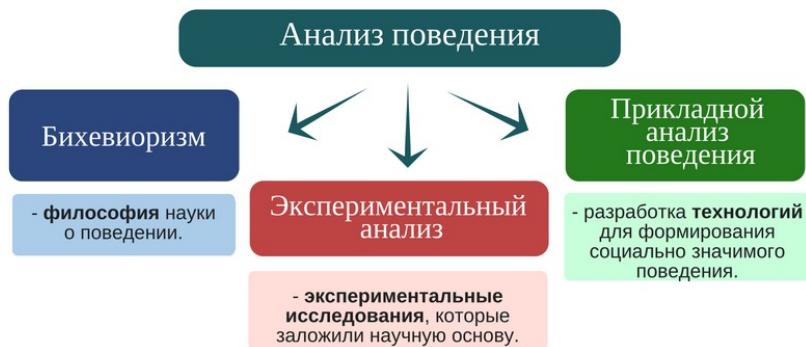 Анализ поведения
Бихевиоризм
- философия науки
о поведении.
Экспериментальный
анализ
- экспериментальные
исследования, которые
заложили научную основу.
Прикладной
анализ
поведения
- разработка технологий
для формирования
социально значимого
поведения.